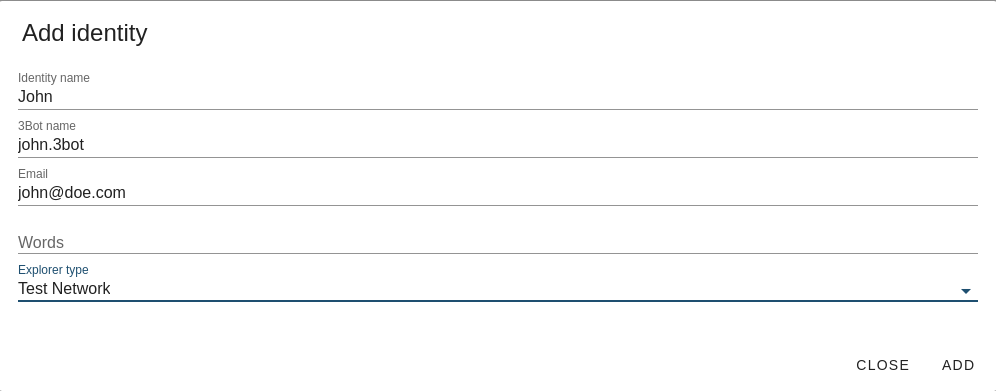 Add identity
Identity name
John
3Bot name
john.3bot
Email
john@doe.com
Words
Explorer type
Test Network
CLOSE ADD